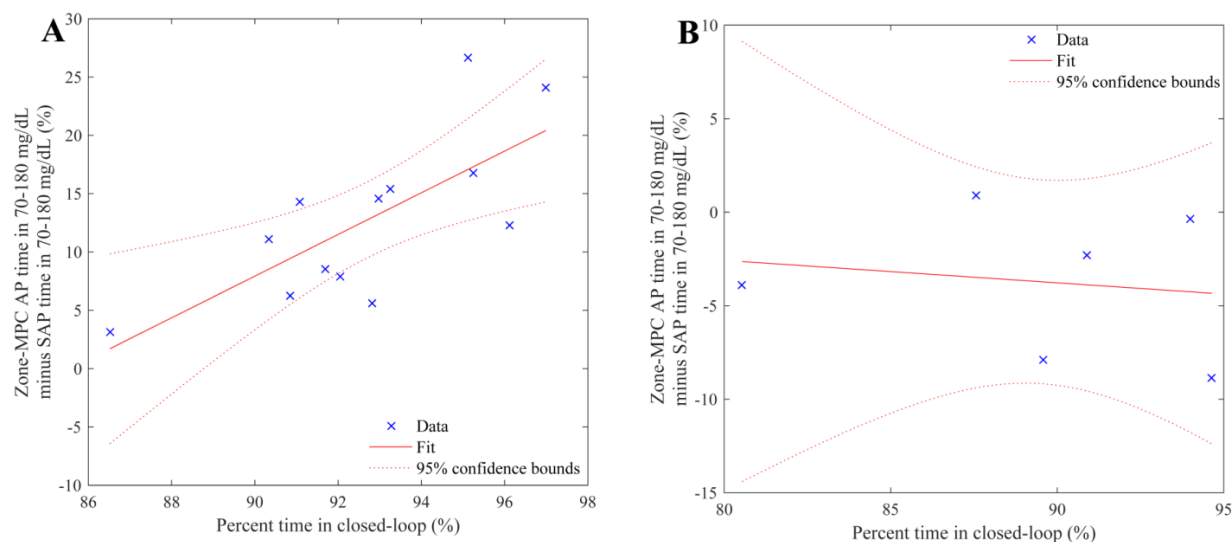 A
Zone-MPC AP time in 70-180 mg/dL
minus SAP time in 70-180 mg/dL (%)
30
25
20
15
10
5
0
-5
-10
86
88
90
92
94
96
98
Percent time in closed-loop (%)
Data
Fit
95% confidence bounds
B
Zone-MPC AP time in 70-180 mg/dL
minus SAP time in 70-180 mg/dL (%)
10
5
0
-5
-10
-15
80
85
90
95
Percent time in closed-loop (%)
Data
Fit
95% confidence bounds